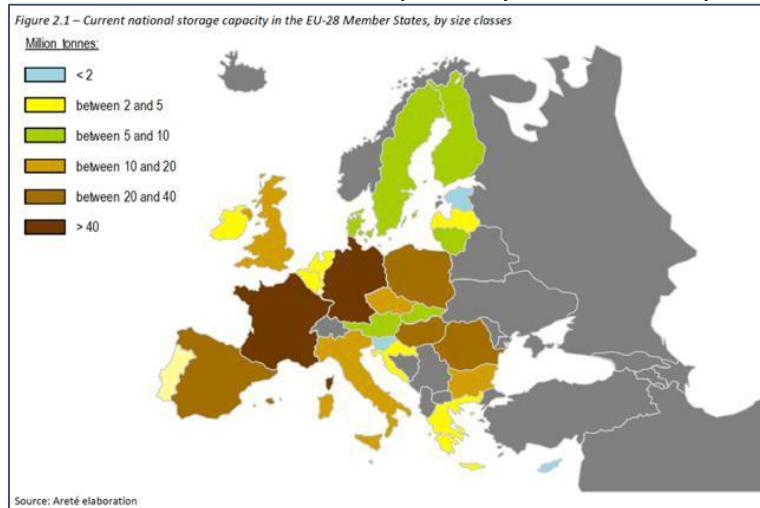 Figure 2.1 – Current national storage capacity in the EU-28 Member States, by size classes
Million tonnes:
< 2
between 2 and 5
between 5 and 10
between 10 and 20
between 20 and 40
> 40
Source: Areté elaboration